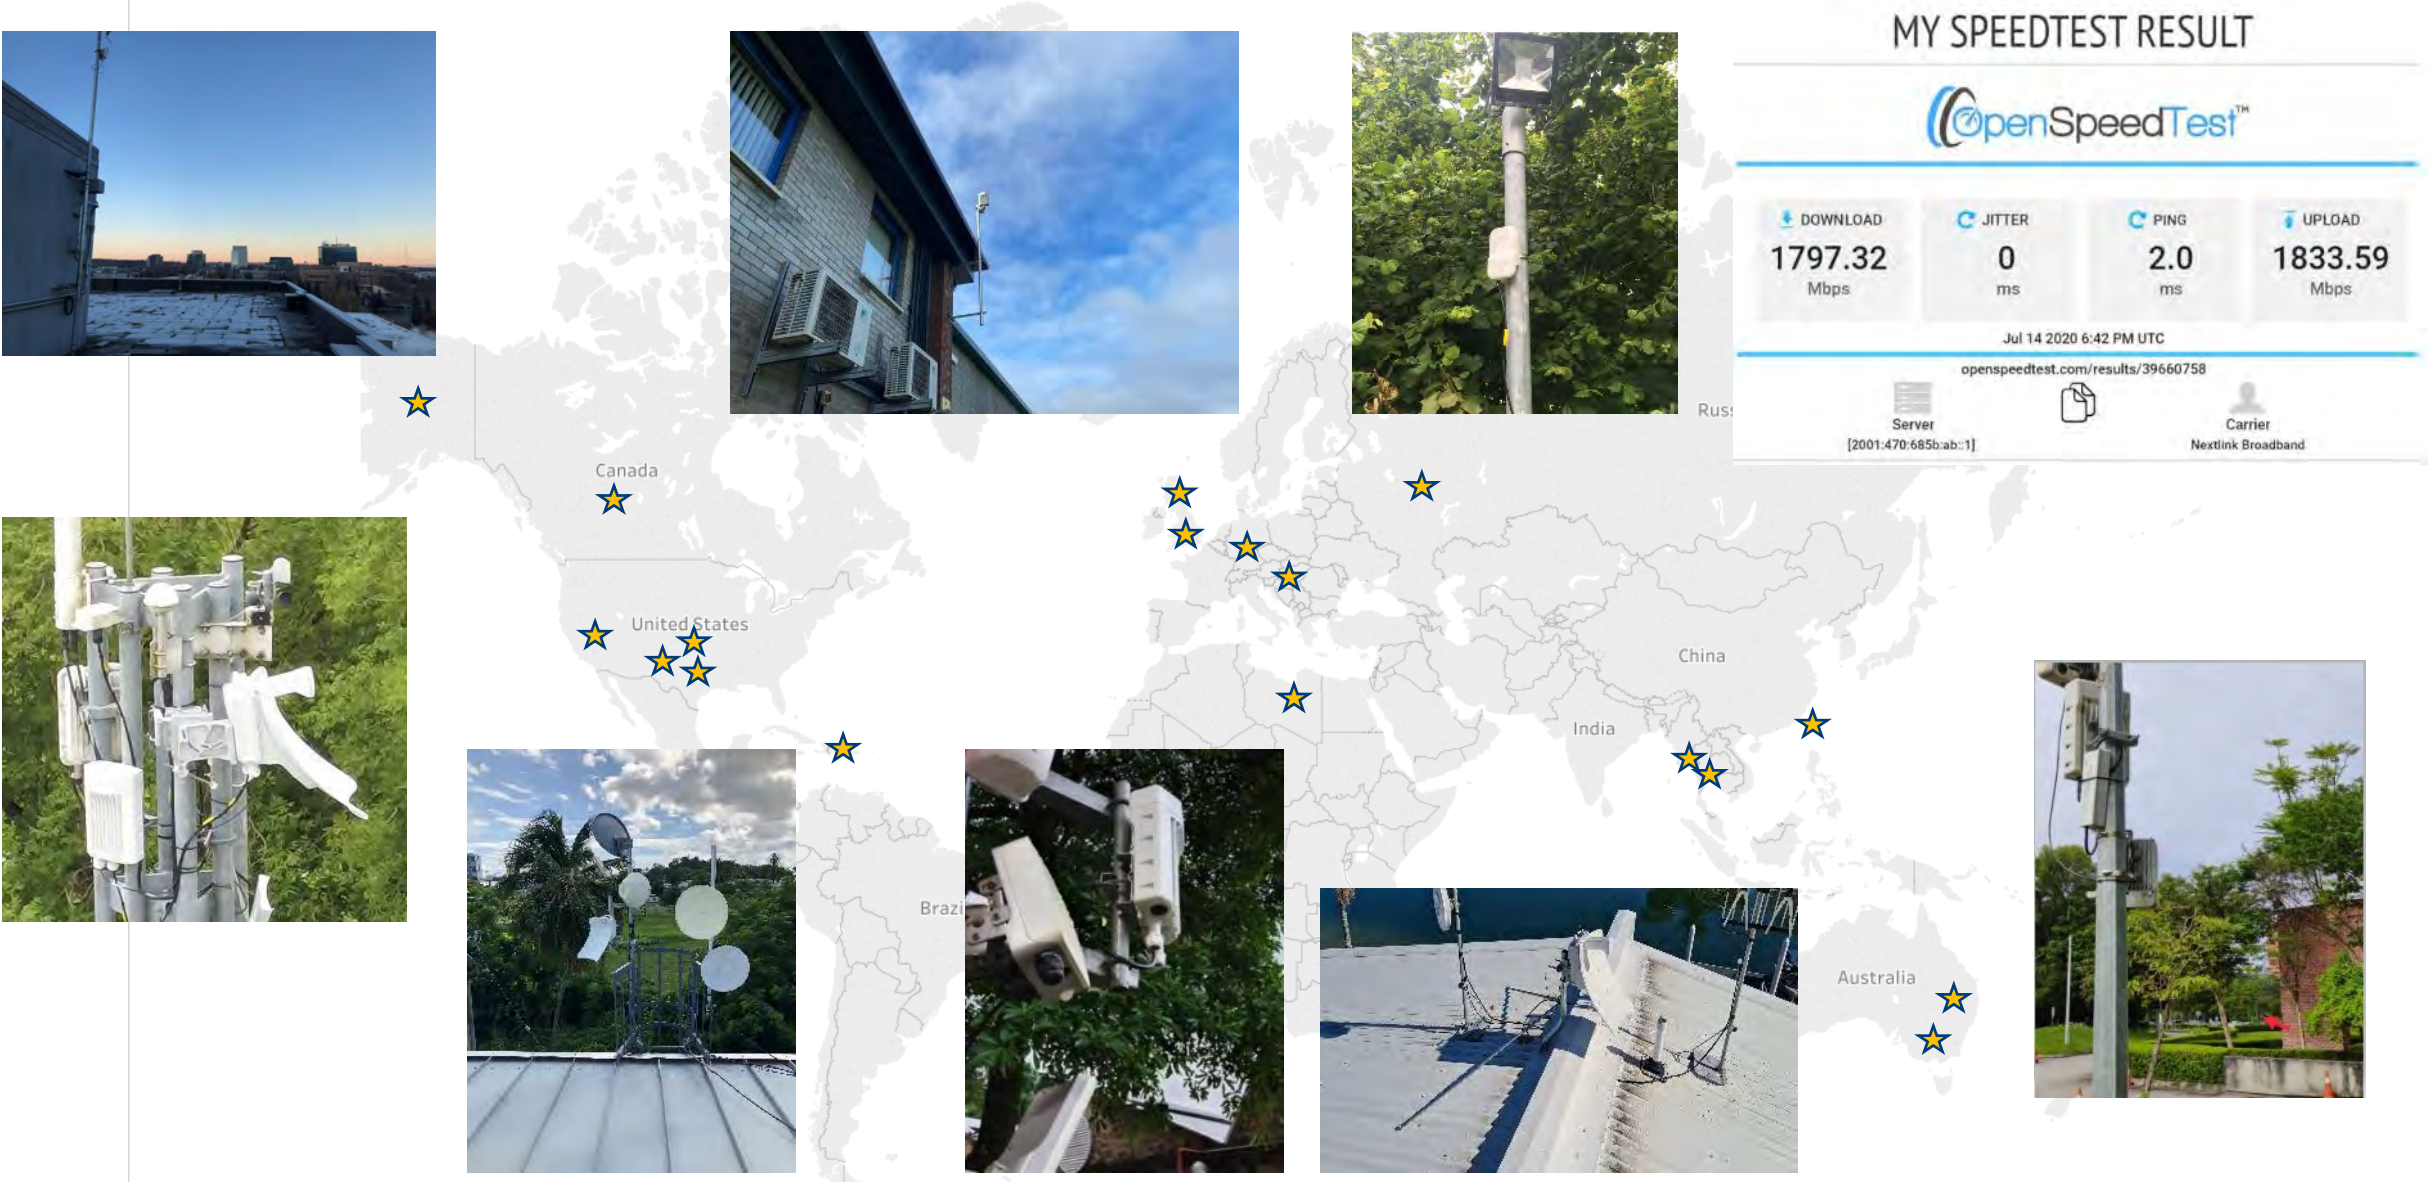 MY SPEEDTEST RESULT
OpenSpeedTest™
DOWNLOAD
1797.32
Mbps
JITTER
0
ms
PING
2.0
ms
UPLOAD
1833.59
Mbps
Jul 14 2020 6:42 PM UTC
openspeedtest.com/results/39660758
Server
[2001:470:685b:ab::1]
Carrier
Nextlink Broadband
Russ
Canada
United States
China
India
Brazi
Australia